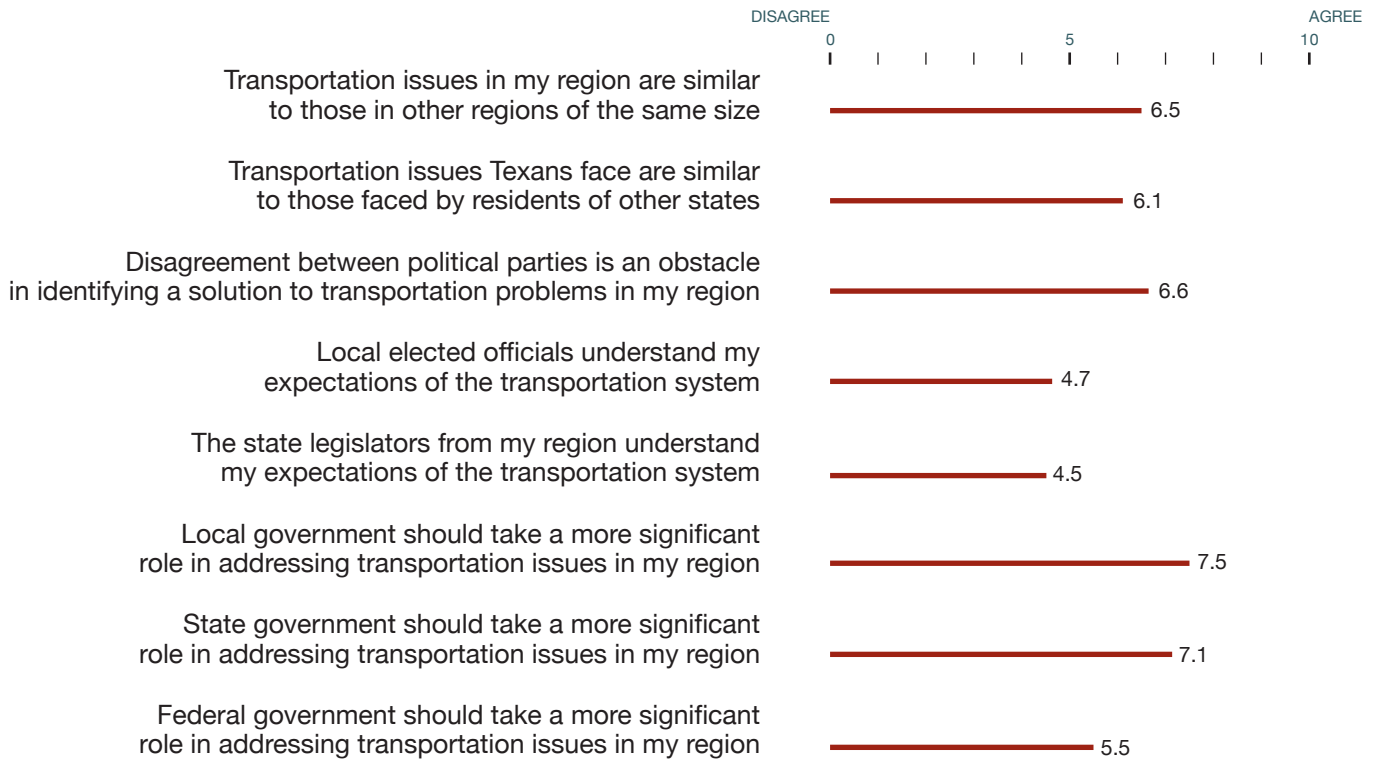 DISAGREE AGREE
0 5 10
Transportation issues in my region are similar
to those in other regions of the same size
6.5
Transportation issues Texans face are similar
to those faced by residents of other states
6.1
Disagreement between political parties is an obstacle
in identifying a solution to transportation problems in my region
6.6
Local elected officials understand my
expectations of the transportation system
4.7
The state legislators from my region understand
my expectations of the transportation system
4.5
Local government should take a more significant
role in addressing transportation issues in my region
7.5
State government should take a more significant
role in addressing transportation issues in my region
7.1
Federal government should take a more significant
role in addressing transportation issues in my region
5.5